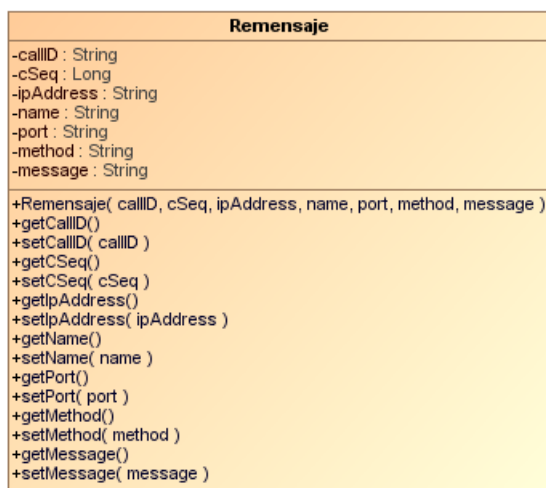 Remensaje
-callID : String
-cSeq : Long
-ipAddress : String
-name : String
-port : String
-method : String
-message : String
+Remensaje( callID, cSeq, ipAddress, name, port, method, message )
+getCallID()
+setCallID( callID )
+getCSeq()
+setCSeq( cSeq )
+getIpAddress()
+setIpAddress( ipAddress )
+getName()
+setName( name )
+getPort()
+setPort( port )
+getMethod()
+setMethod( method )
+getMessage()
+setMessage( message )